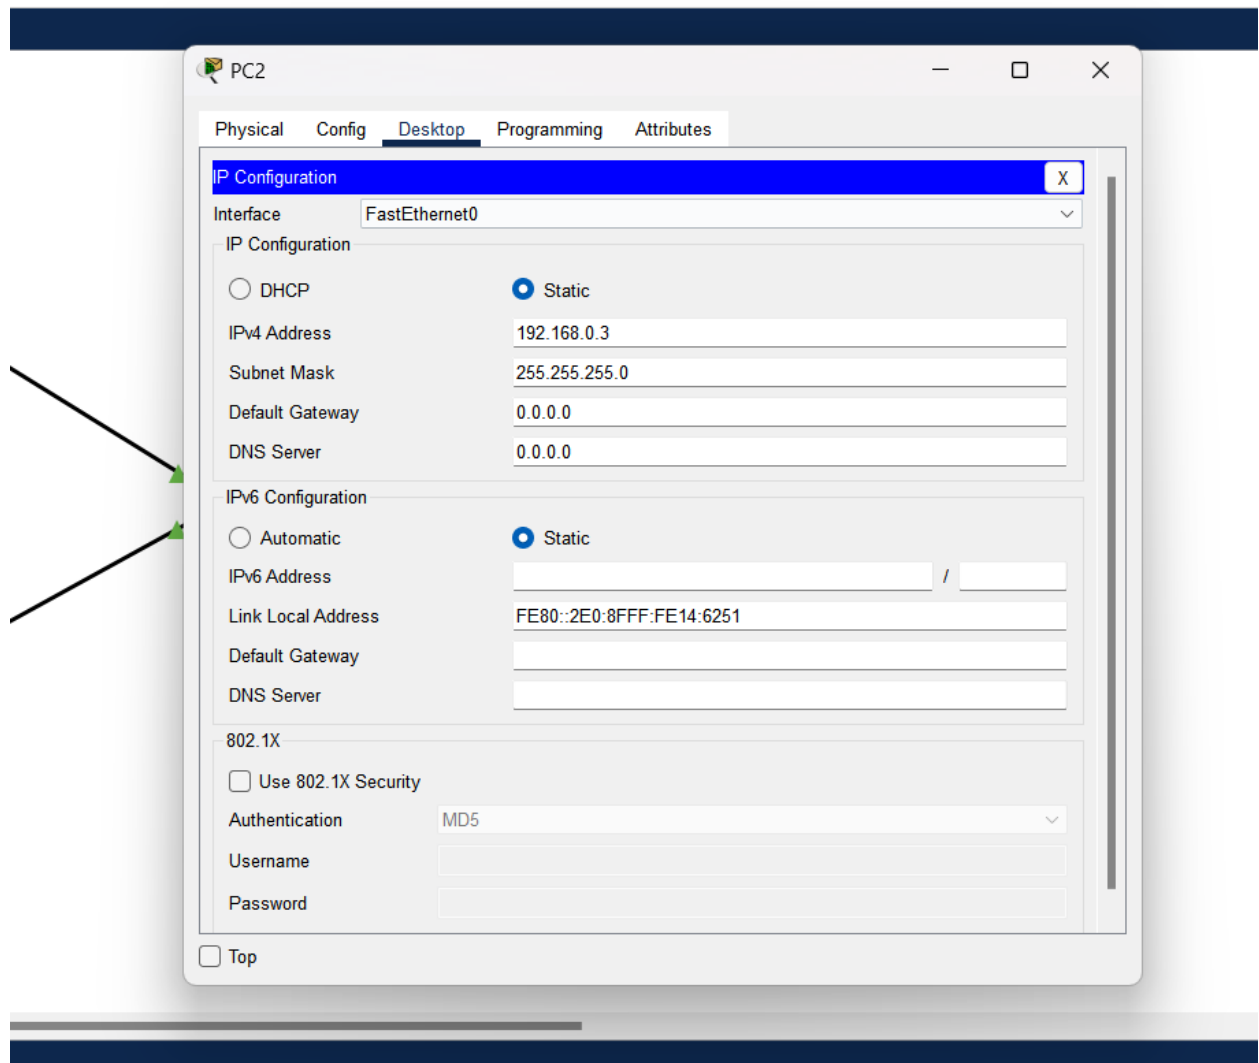 PC2
Physical Config Desktop Programming Attributes
IP Configuration X
Interface FastEthernet0
IP Configuration
DHCP Static
IPv4 Address 192.168.0.3
Subnet Mask 255.255.255.0
Default Gateway 0.0.0.0
DNS Server 0.0.0.0
IPv6 Configuration
Automatic Static
IPv6 Address /
Link Local Address FE80::2E0:8FFF:FE14:6251
Default Gateway
DNS Server
802.1X
Use 802.1X Security
Authentication MD5
Username
Password
Top